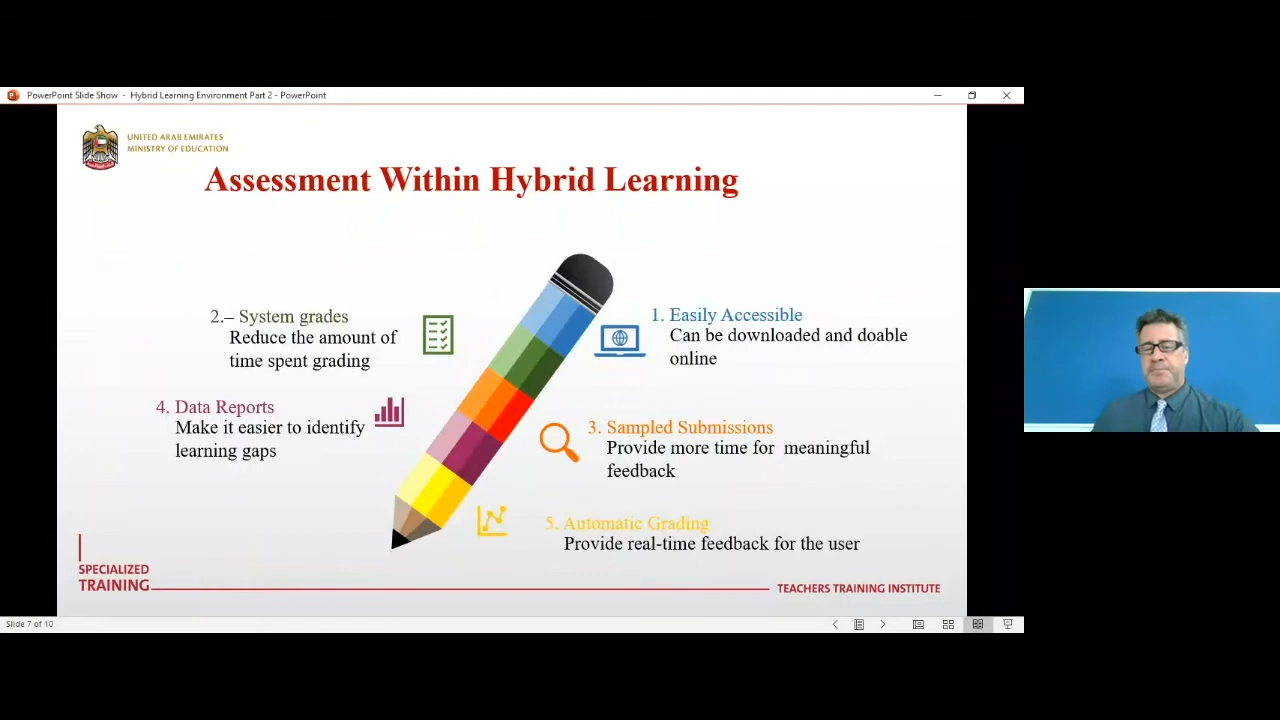 PowerPoint Slide Show - Hybrid Learning Environment Part 2 - PowerPoint
UNITED ARAB EMIRATES
MINISTRY OF EDUCATION
Assessment Within Hybrid Learning
1. Easily Accessible
Can be downloaded and doable
online
2.– System grades
Reduce the amount of
time spent grading
3. Sampled Submissions
Provide more time for meaningful
feedback
4. Data Reports
Make it easier to identify
learning gaps
5. Automatic Grading
Provide real-time feedback for the user
SPECIALIZED
TRAINING
TEACHERS TRAINING INSTITUTE
Slide 7 of 10